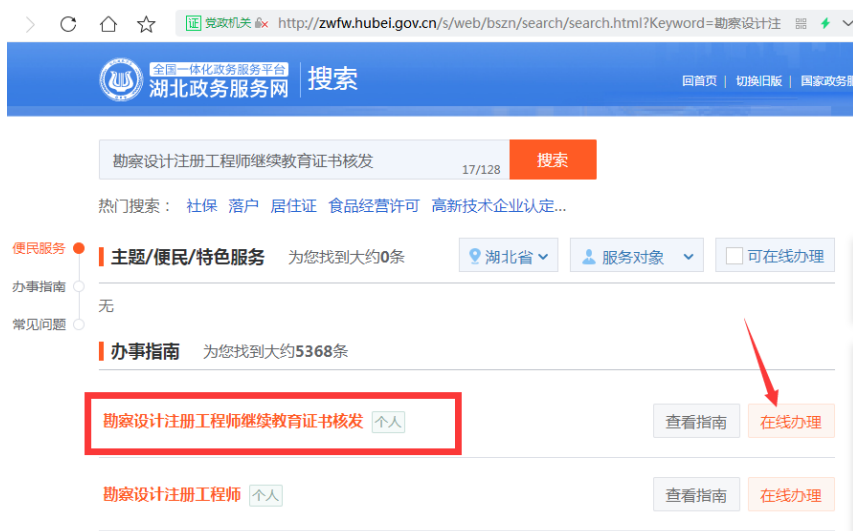 证 党政机关 http://zwfw.hubei.gov.cn/s/web/bszn/search/search.html?Keyword=勘察设计注
全国一体化政务服务平台
湖北政务服务网 搜索
回首页 | 切换旧版 | 国家政务服
勘察设计注册工程师继续教育证书核发 17/128 搜索
热门搜索： 社保 落户 居住证 食品经营许可 高新技术企业认定...
便民服务
办事指南
常见问题
主题/便民/特色服务 为您找到大约0条 湖北省 服务对象 可在线办理
无
办事指南 为您找到大约5368条
勘察设计注册工程师继续教育证书核发 个人 查看指南 在线办理
勘察设计注册工程师 个人 查看指南 在线办理